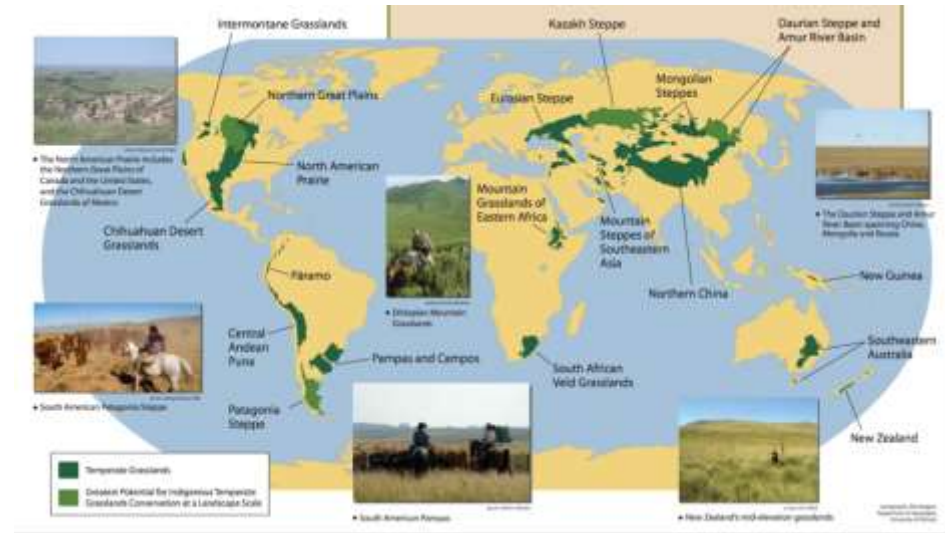 Intermontane Grasslands
Kazakh Steppe
Daurian Steppe and
Amur River Basin
Northern Great Plains
Eurasian Steppe
Mongolian
Steppes
North American
Prairie
• The North American Prairie includes
the Northern Great Plains of
Canada and the United States,
and the Chihuahuan Desert
Grasslands of Mexico
Mountain
Grasslands of
Eastern Africa
Mountain
Steppes of
Southeastern
Asia
• The Daurian Steppe and Amur
River Basin spanning China,
Mongolia and Russia
Chihuahuan Desert
Grasslands
Páramo
• Ethiopian Mountain
Grasslands
Northern China
New Guinea
Central
Andean
Puna
Pampas and Campos
South African
Veld Grasslands
Southeastern
Australia
• South American Patagonia Steppe
Patagonia
Steppe
New Zealand
Temperate Grasslands
Greatest Potential for Indigenous Temperate
Grasslands Conservation at a Landscape Scale
• South American Pampas
• New Zealand's mid-elevation grasslands